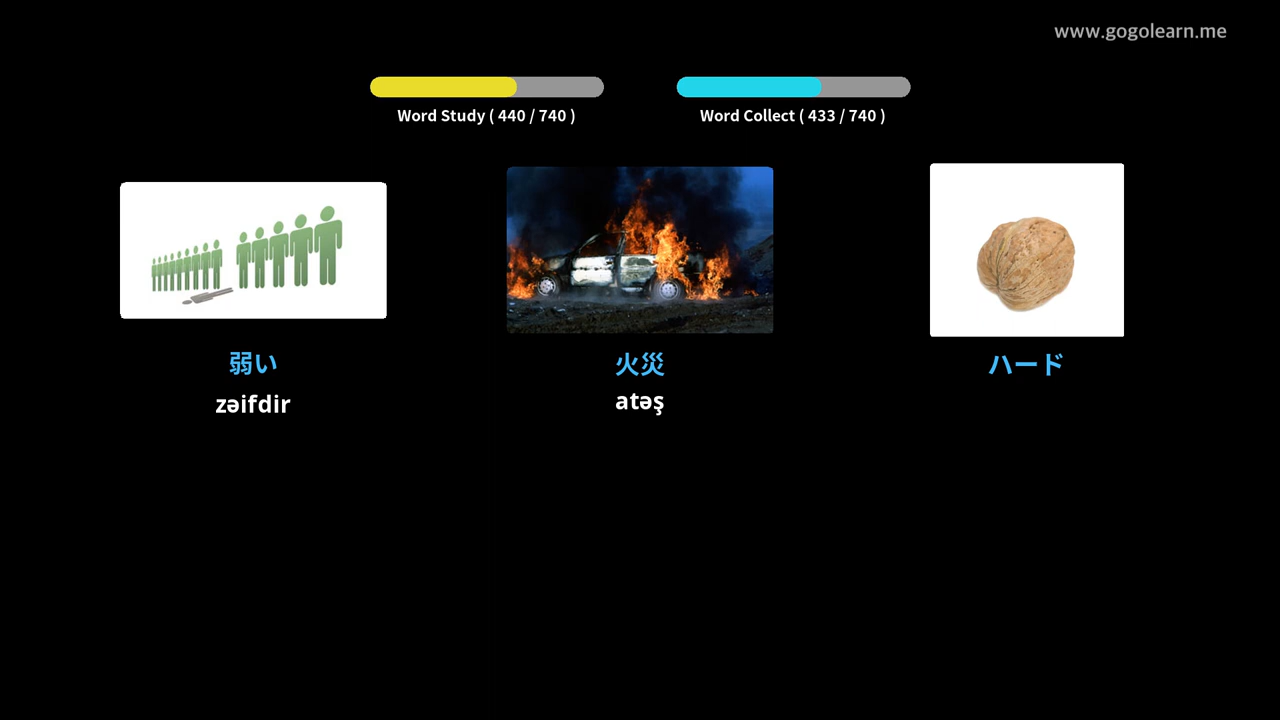 www.gogolearn.me
Word Study ( 440 / 740 )
Word Collect ( 433 / 740 )
弱い
火災
ハード
zəifdir
atəş